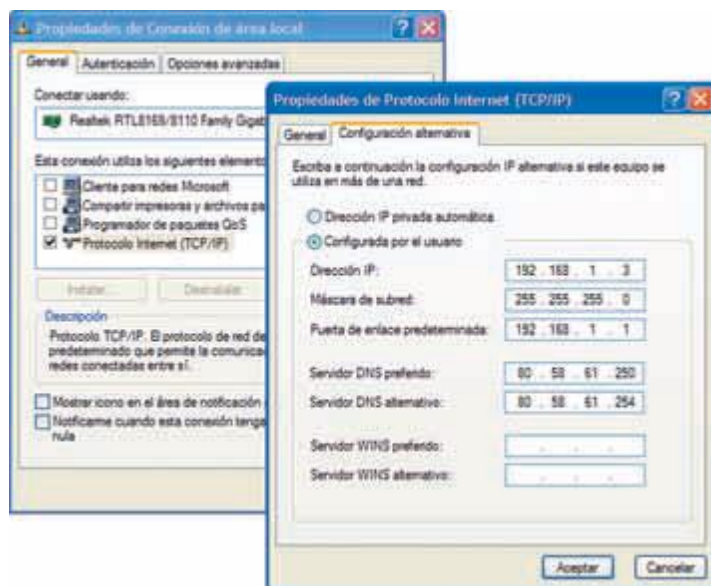 Propiedades de Conexión de área local
General
Autenticación
Opciones avanzadas
Conectar usando:
Realtek RTL8169/8110 Family Gigab
Esta conexión utiliza los siguientes elemento
Cliente para redes Microsoft
Compartir impresoras y archivos pa
Programador de paquetes QoS
Protocolo Internet (TCP/IP)
Instalar...
Desinstalar
Descripción
Protocolo TCP/IP. El protocolo de red de
predeterminado que permite la comunicac
redes conectadas entre sí.
Mostrar icono en el área de notificación
Notificarme cuando esta conexión tenga
nula
Propiedades de Protocolo Internet (TCP/IP)
General
Configuración alternativa
Escriba a continuación la configuración IP alternativa si este equipo se
utiliza en más de una red.
Dirección IP privada automática
Configurada por el usuario
Dirección IP: 192 . 168 . 1 . 3
Máscara de subred: 255 . 255 . 255 . 0
Puerta de enlace predeterminada: 192 . 168 . 1 . 1
Servidor DNS preferido: 80 . 58 . 61 . 250
Servidor DNS alternativo: 80 . 58 . 61 . 254
Servidor WINS preferido: . . .
Servidor WINS alternativo: . . .
Aceptar
Cancelar